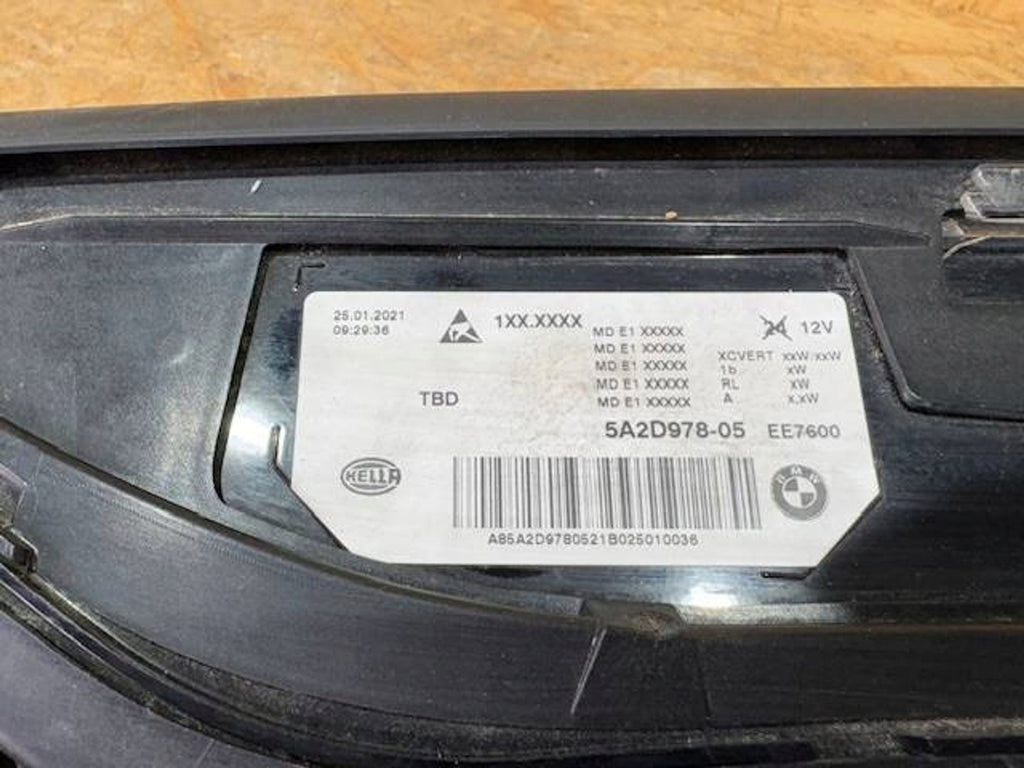 25.01.2021
09:29:36
1XX.XXXX
MD E1 XXXXX
MD E1 XXXXX
MD E1 XXXXX
MD E1 XXXXX
MD E1 XXXXX
24 12V
XCVERT xxW/xxW
1b xW
RL xW
A x,xW
TBD
5A2D978-05 EE7600
HELLA
BMW
A85A2D9780521B025010036